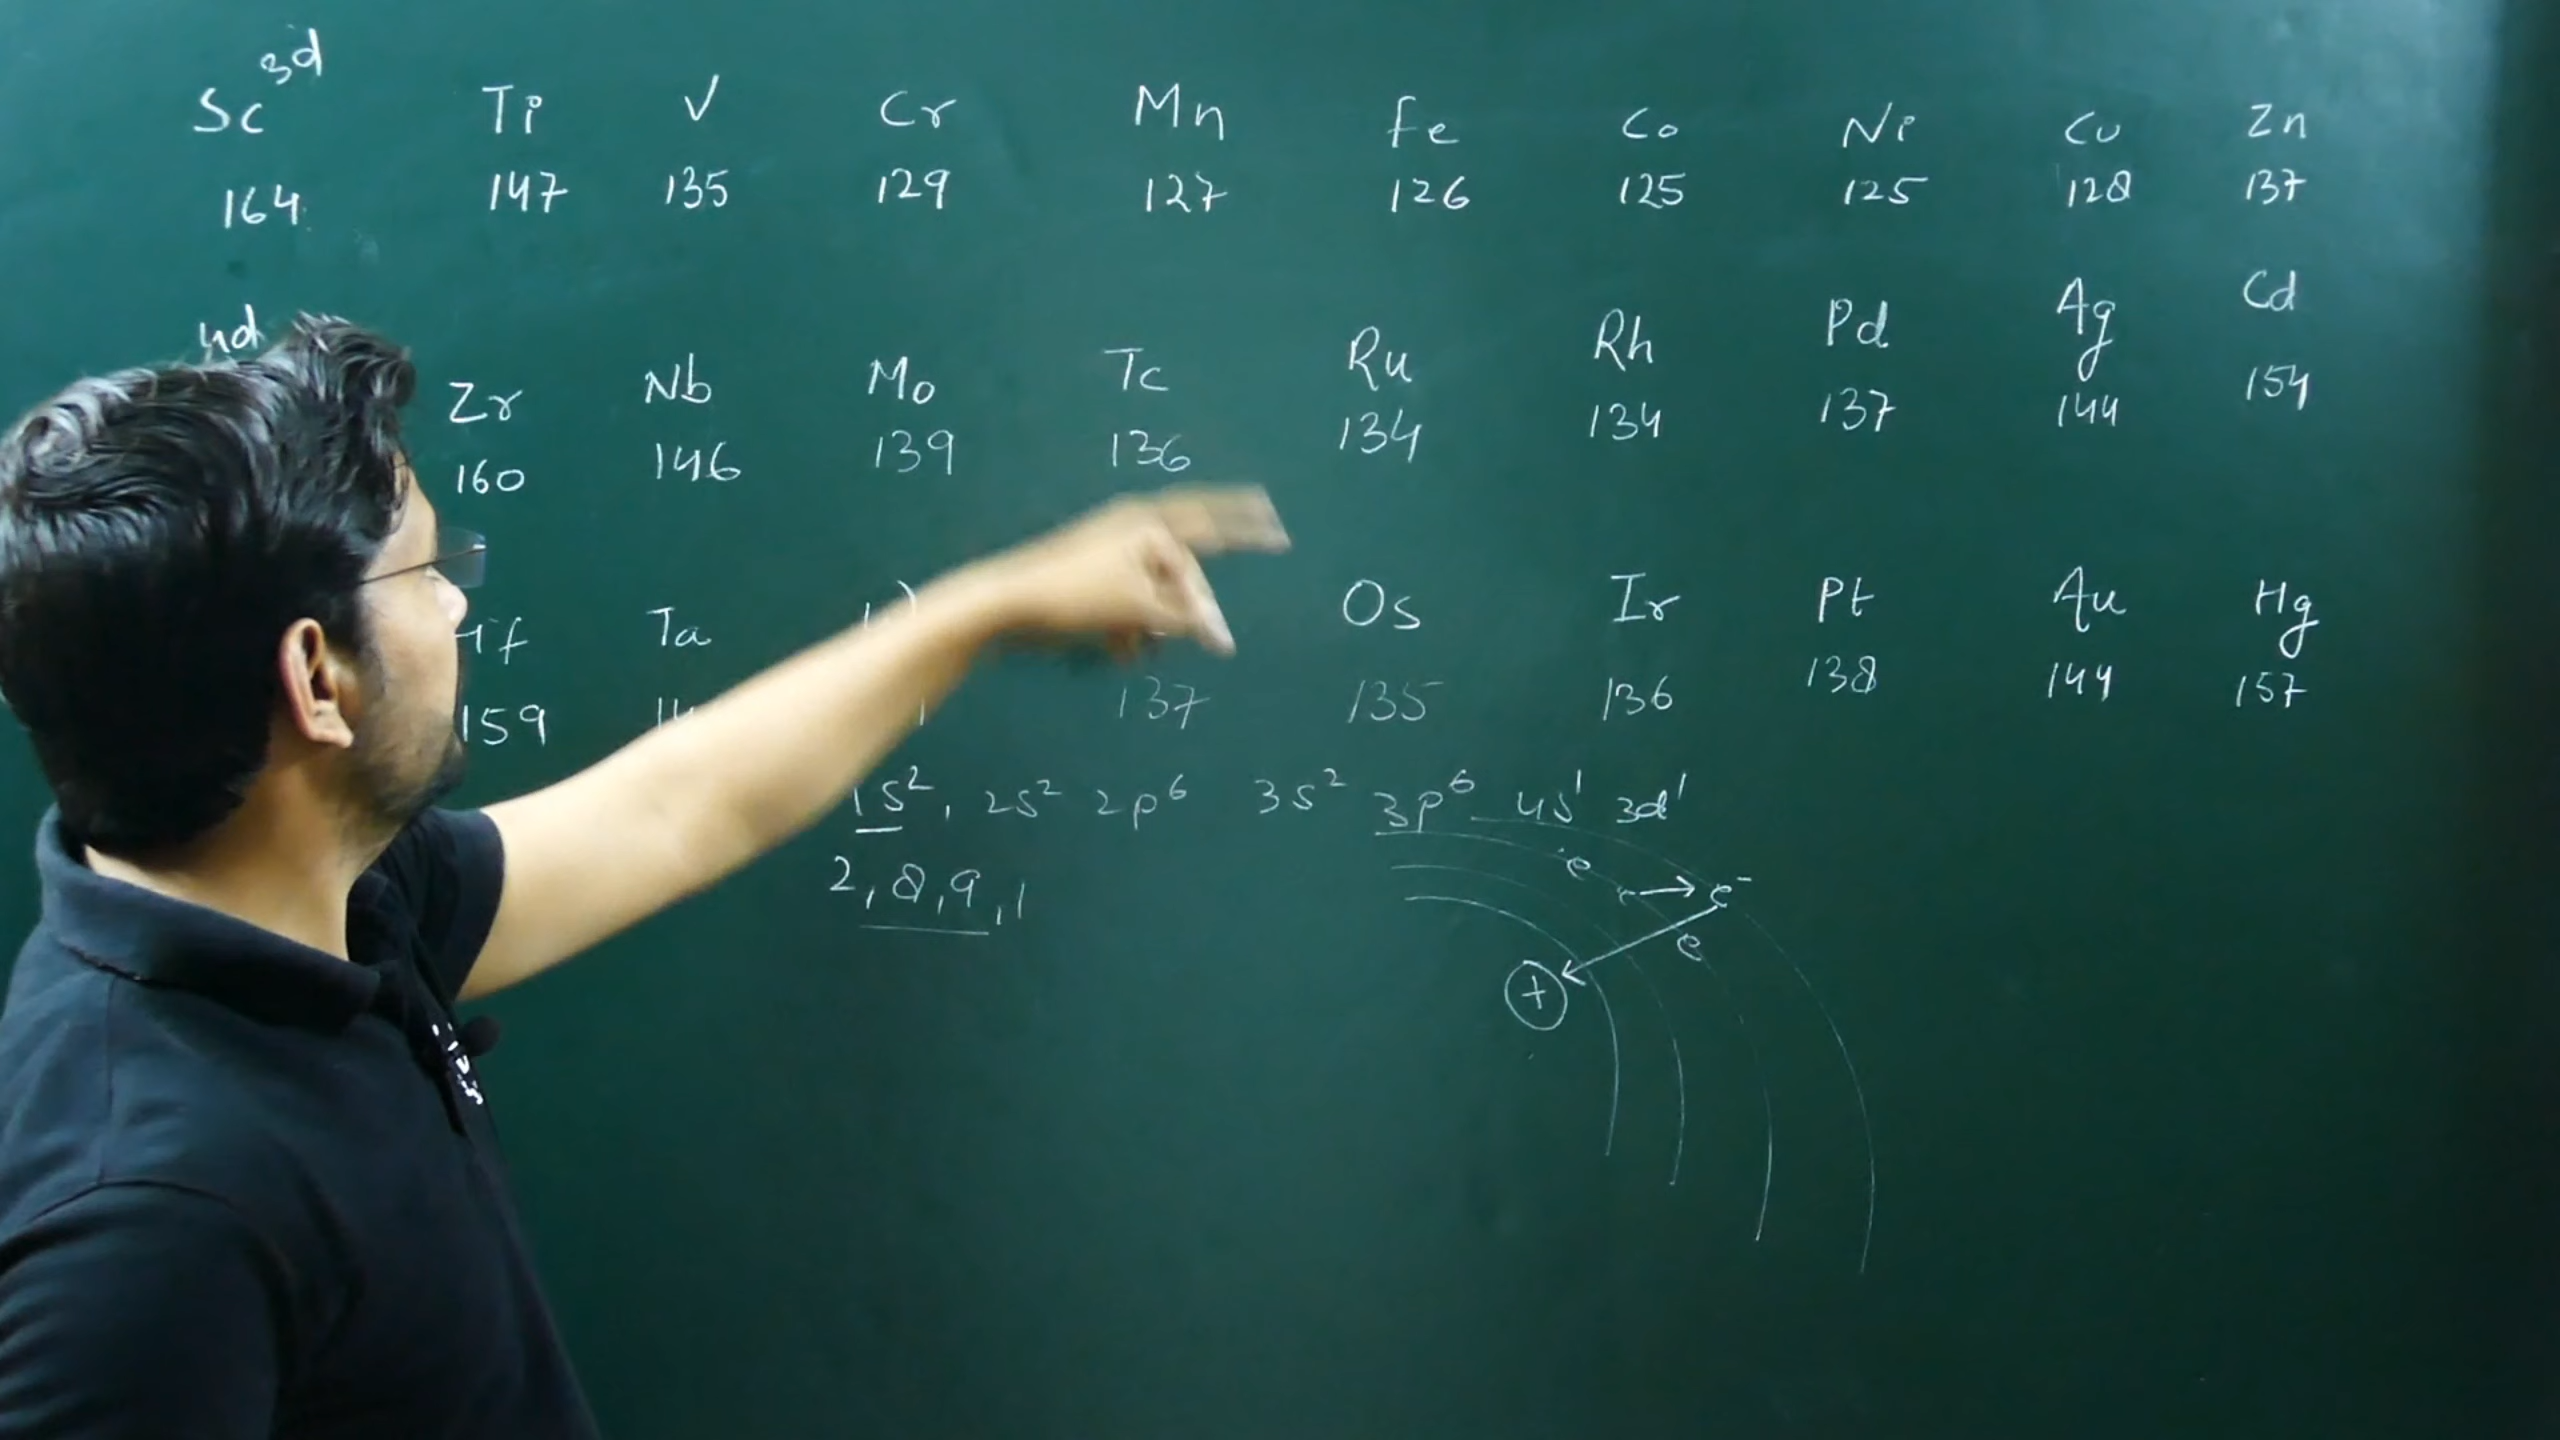 3d
Sc Ti V Cr Mn Fe Co Ni Cu Zn
164 147 135 129 127 126 125 125 128 137
4d
Zr Nb Mo Tc Ru Rh Pd Ag Cd
160 146 139 136 134 134 137 144 154
Hf Ta Os Ir Pt Au Hg
159 137 135 136 138 144 157
1s², 2s² 2p⁶ 3s² 3p⁶ 4s¹ 3d¹
2,8,9,1
e → e⁻
e
+